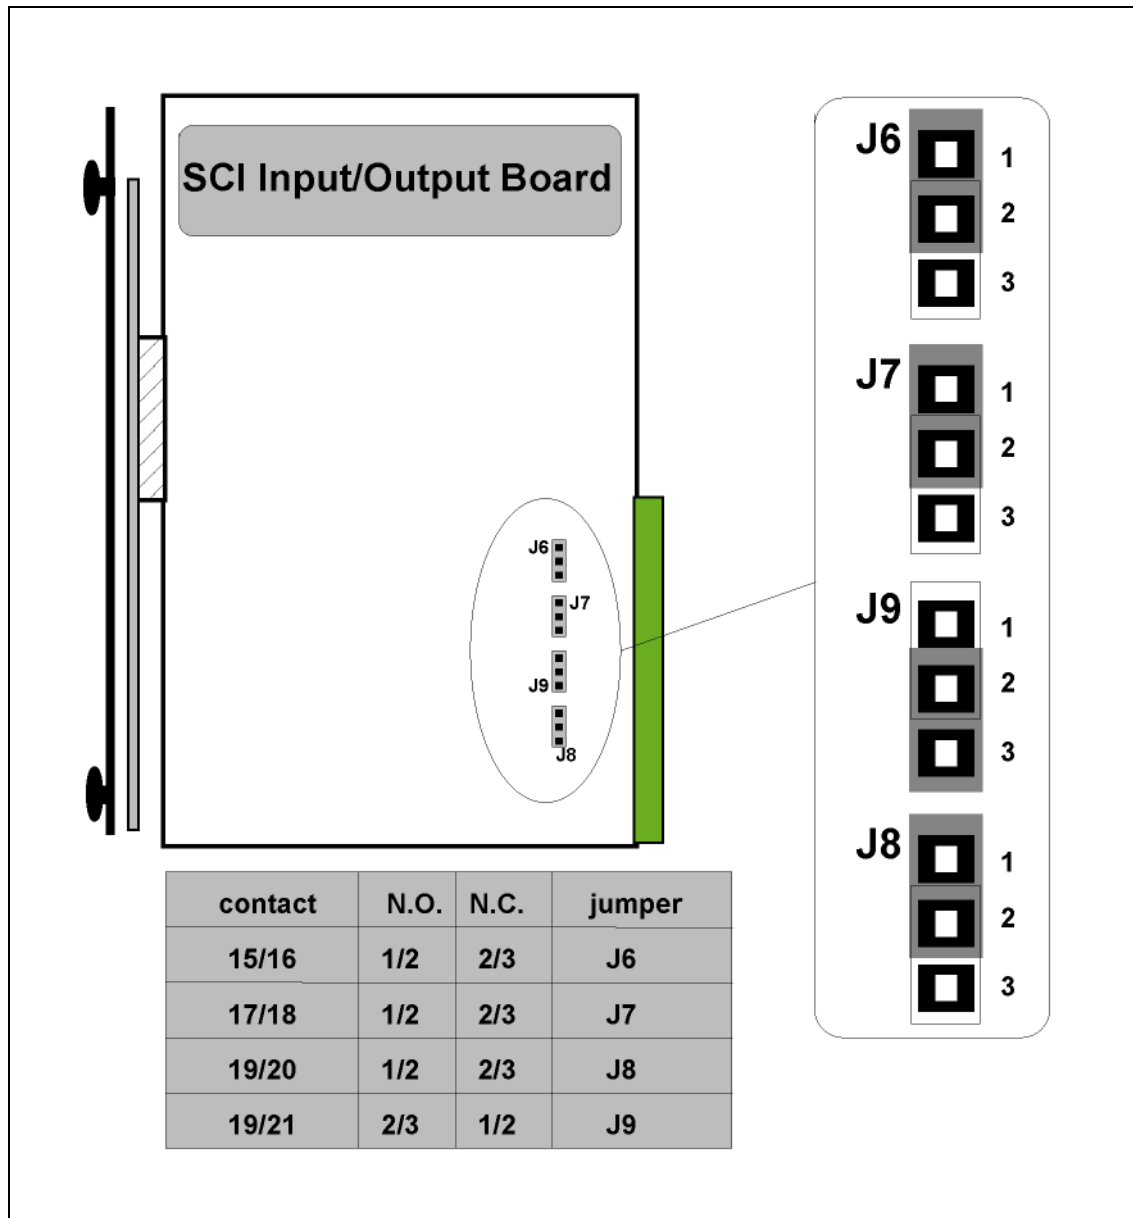 SCI Input/Output Board
J6
J7
J9
J8
J6
1
2
3
J7
1
2
3
J9
1
2
3
J8
1
2
3
contact N.O. N.C. jumper
15/16 1/2 2/3 J6
17/18 1/2 2/3 J7
19/20 1/2 2/3 J8
19/21 2/3 1/2 J9